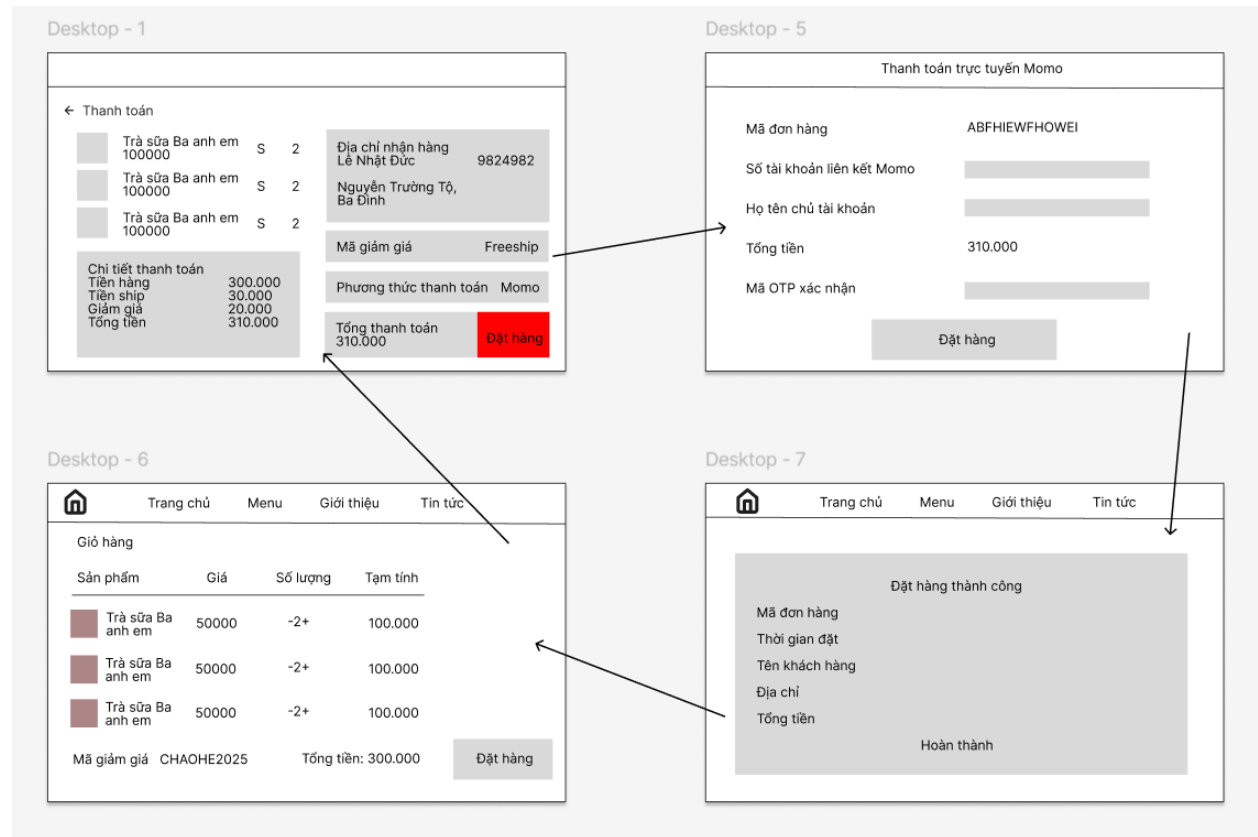 Desktop - 1
← Thanh toán
Trà sữa Ba anh em
100000
S 2
Trà sữa Ba anh em
100000
S 2
Trà sữa Ba anh em
100000
S 2
Chi tiết thanh toán
Tiền hàng 300.000
Tiền ship 30.000
Giảm giá 20.000
Tổng tiền 310.000
Địa chỉ nhận hàng
Lê Nhật Đức 9824982
Nguyễn Trường Tộ,
Ba Đình
Mã giảm giá Freeship
Phương thức thanh toán Momo
Tổng thanh toán
310.000
Đặt hàng
Desktop - 5
Thanh toán trực tuyến Momo
Mã đơn hàng ABFHIEWFHOWEI
Số tài khoản liên kết Momo
Họ tên chủ tài khoản
Tổng tiền 310.000
Mã OTP xác nhận
Đặt hàng
Desktop - 6
Trang chủ Menu Giới thiệu Tin tức
Giỏ hàng
Sản phẩm Giá Số lượng Tạm tính
Trà sữa Ba
anh em
50000 -2+ 100.000
Trà sữa Ba
anh em
50000 -2+ 100.000
Trà sữa Ba
anh em
50000 -2+ 100.000
Mã giảm giá CHAOHE2025 Tổng tiền: 300.000 Đặt hàng
Desktop - 7
Trang chủ Menu Giới thiệu Tin tức
Đặt hàng thành công
Mã đơn hàng
Thời gian đặt
Tên khách hàng
Địa chỉ
Tổng tiền
Hoàn thành